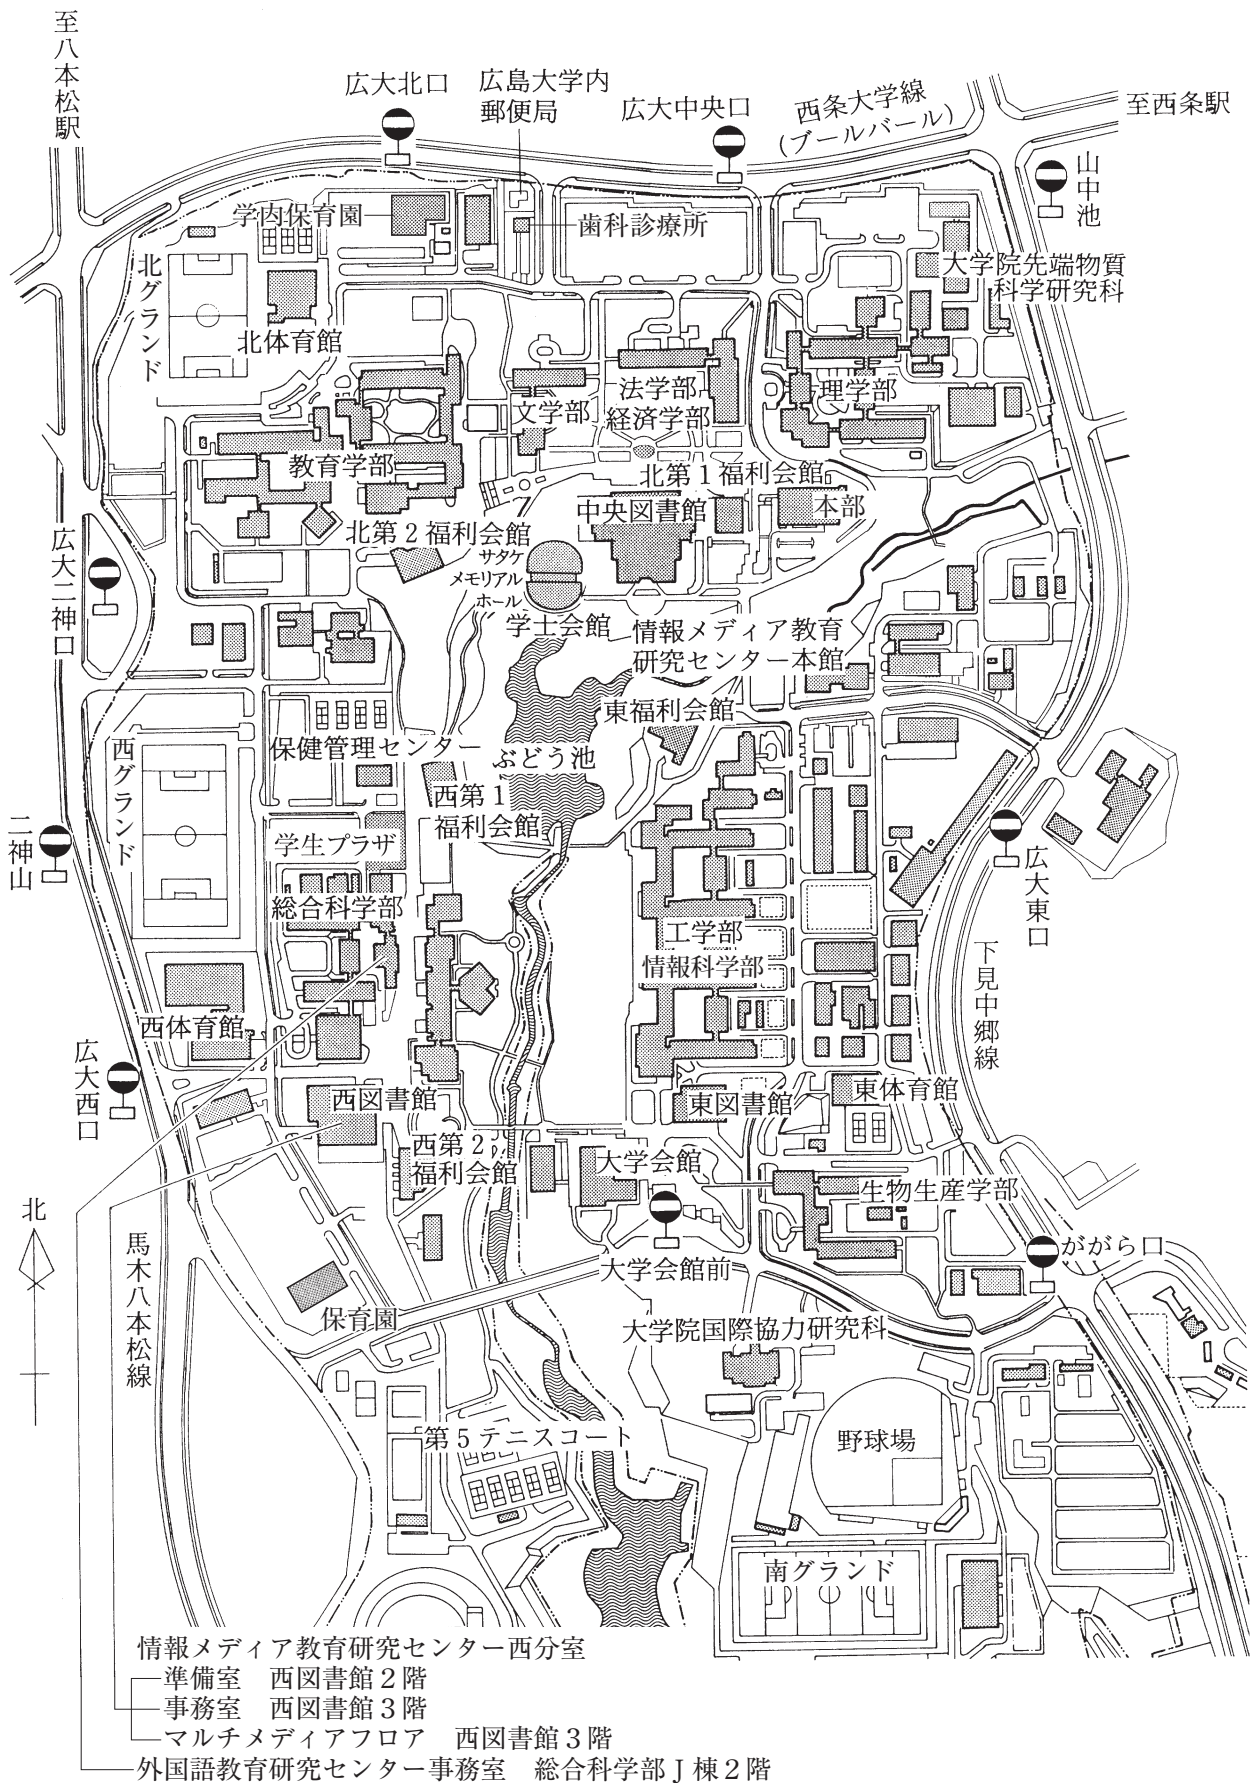 至八本松駅
広大北口
広島大学内
郵便局
広大中央口
西条大学線
(ブールバール)
至西条駅
山中池
学内保育園
歯科診療所
北グランド
大学院先端物質
科学研究科
北体育館
法学部
経済学部
文学部
理学部
教育学部
北第1福利会館
中央図書館
本部
北第2福利会館
サタケ
メモリアル
ホール
学士会館
広大二神口
情報メディア教育
研究センター本館
東福利会館
西グランド
保健管理センター
ぶどう池
西第1
福利会館
二神山
学生プラザ
広大東口
総合科学部
工学部
情報科学部
下見中郷線
西体育館
広大西口
西図書館
東図書館
東体育館
西第2
福利会館
大学会館
生物生産学部
北
馬木八本松線
ががら口
大学会館前
保育園
大学院国際協力研究科
第5テニスコート
野球場
南グランド
情報メディア教育研究センター西分室
準備室 西図書館2階
事務室 西図書館3階
マルチメディアフロア 西図書館3階
外国語教育研究センター事務室 総合科学部J棟2階